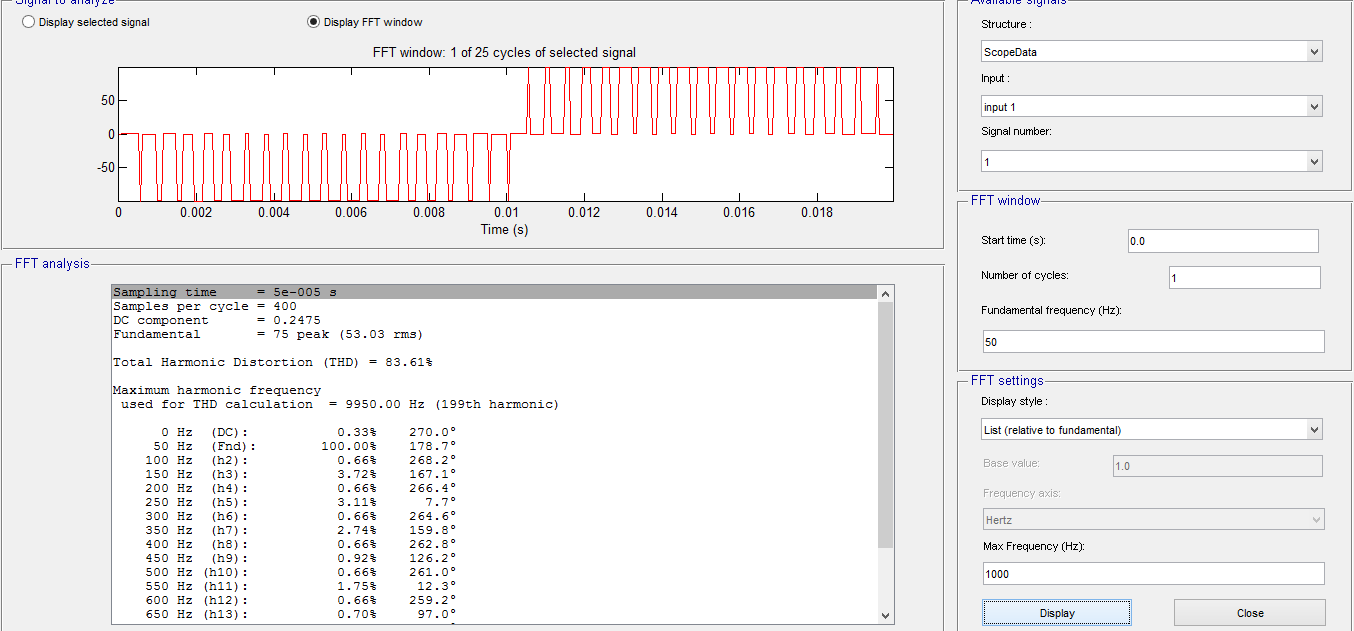 Signal to analyze
Display selected signal
Display FFT window
FFT window: 1 of 25 cycles of selected signal
50
0
-50
0 0.002 0.004 0.006 0.008 0.01 0.012 0.014 0.016 0.018
Time (s)
FFT analysis
Sampling time = 5e-005 s
Samples per cycle = 400
DC component = 0.2475
Fundamental = 75 peak (53.03 rms)
Total Harmonic Distortion (THD) = 83.61%
Maximum harmonic frequency
used for THD calculation = 9950.00 Hz (199th harmonic)
0 Hz (DC): 0.33% 270.0°
50 Hz (Fnd): 100.00% 178.7°
100 Hz (h2): 0.66% 268.2°
150 Hz (h3): 3.72% 167.1°
200 Hz (h4): 0.66% 266.4°
250 Hz (h5): 3.11% 7.7°
300 Hz (h6): 0.66% 264.6°
350 Hz (h7): 2.74% 159.8°
400 Hz (h8): 0.66% 262.8°
450 Hz (h9): 0.92% 126.2°
500 Hz (h10): 0.66% 261.0°
550 Hz (h11): 1.75% 12.3°
600 Hz (h12): 0.66% 259.2°
650 Hz (h13): 0.70% 97.0°
Available signals
Structure :
ScopeData
Input :
input 1
Signal number:
1
FFT window
Start time (s):
0.0
Number of cycles:
1
Fundamental frequency (Hz):
50
FFT settings
Display style :
List (relative to fundamental)
Base value:
1.0
Frequency axis:
Hertz
Max Frequency (Hz):
1000
Display
Close